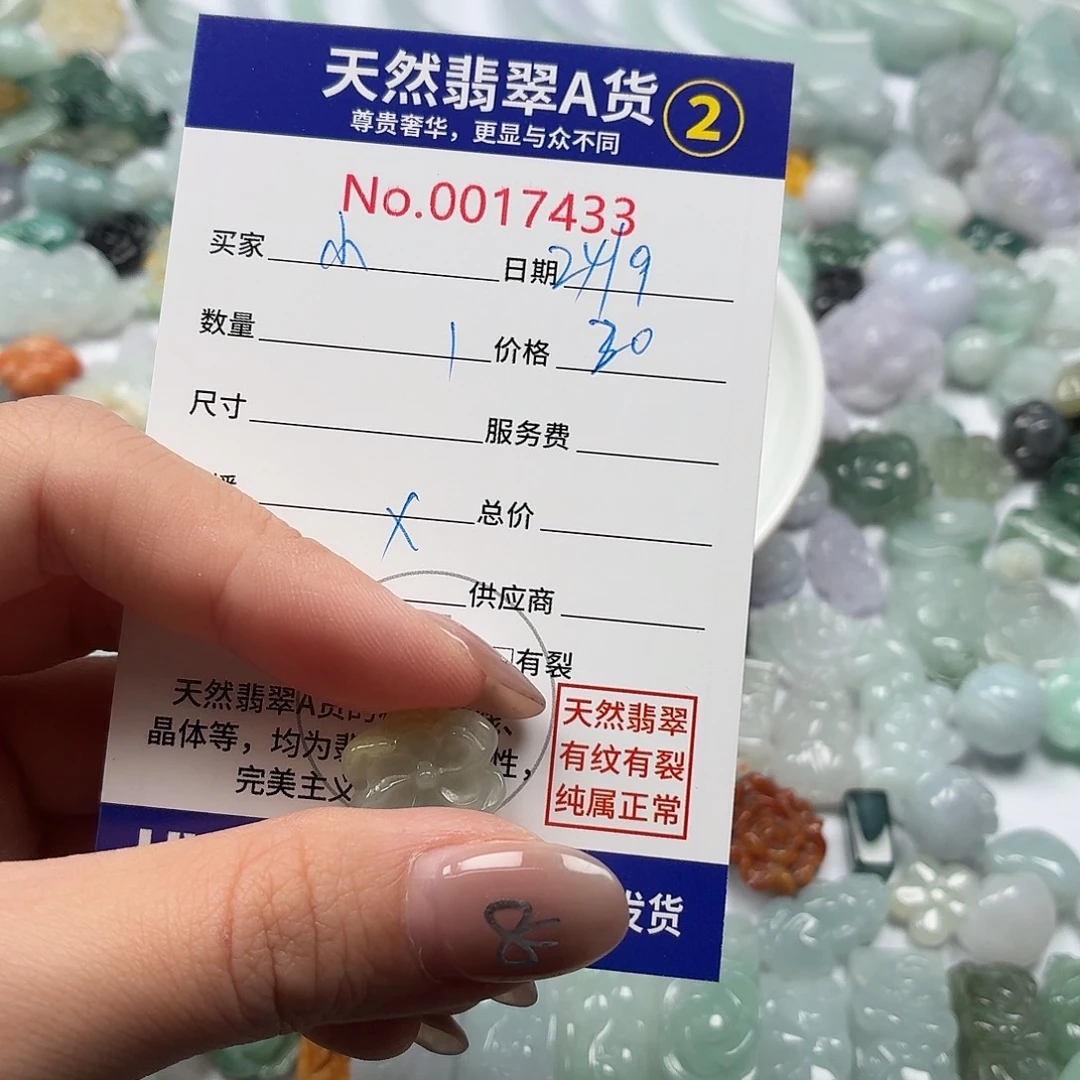 天然翡翠A货 2
尊贵奢华，更显与众不同
No.0017433
买家 日期 24/9
数量 1 价格 30
尺寸 服务费
播 X 总价
供应商
有裂
天然翡翠A货的
晶体等，均为翡 性，
完美主义
天然翡翠
有纹有裂
纯属正常
发货